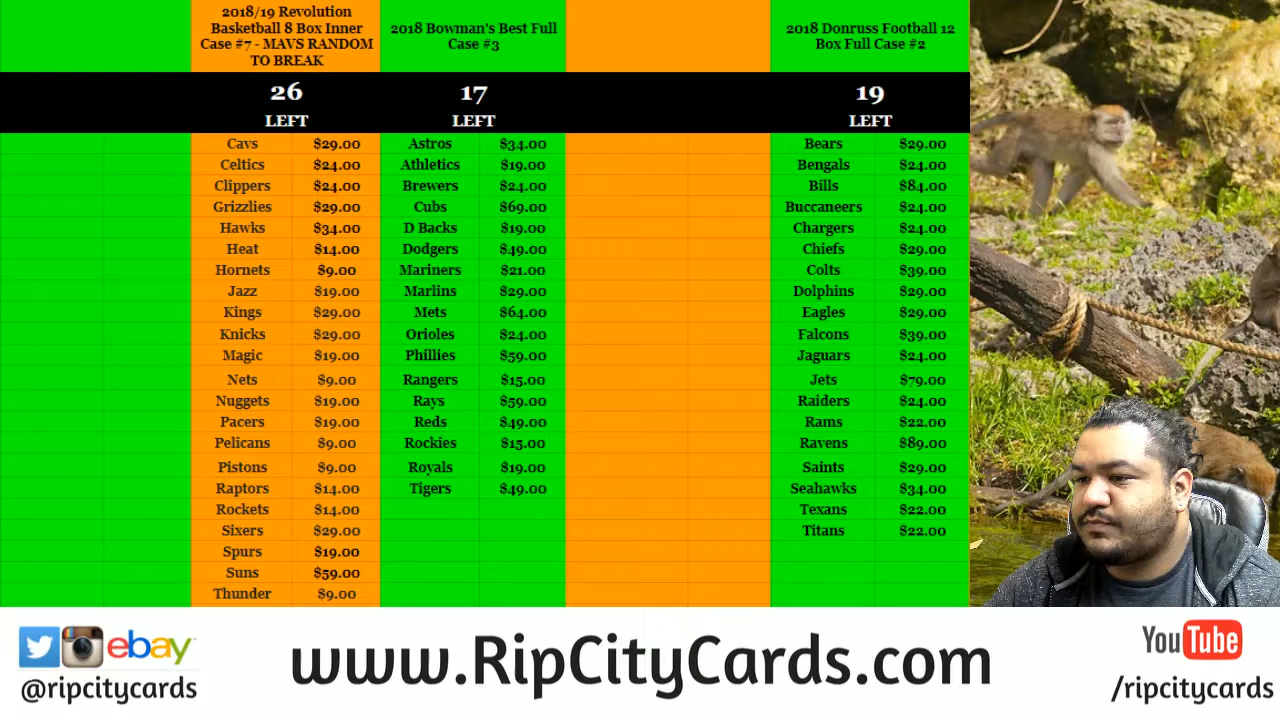 2018/19 Revolution
Basketball 8 Box Inner
Case #7 - MAVS RANDOM
TO BREAK
26
LEFT
Cavs $29.00
Celtics $24.00
Clippers $24.00
Grizzlies $29.00
Hawks $34.00
Heat $14.00
Hornets $9.00
Jazz $19.00
Kings $29.00
Knicks $29.00
Magic $19.00
Nets $9.00
Nuggets $19.00
Pacers $19.00
Pelicans $9.00
Pistons $9.00
Raptors $14.00
Rockets $14.00
Sixers $29.00
Spurs $19.00
Suns $59.00
Thunder $9.00
2018 Bowman's Best Full
Case #3
17
LEFT
Astros $34.00
Athletics $19.00
Brewers $24.00
Cubs $69.00
D Backs $19.00
Dodgers $49.00
Mariners $21.00
Marlins $29.00
Mets $64.00
Orioles $24.00
Phillies $59.00
Rangers $15.00
Rays $59.00
Reds $49.00
Rockies $15.00
Royals $19.00
Tigers $49.00
2018 Donruss Football 12
Box Full Case #2
19
LEFT
Bears $29.00
Bengals $24.00
Bills $84.00
Buccaneers $24.00
Chargers $24.00
Chiefs $29.00
Colts $39.00
Dolphins $29.00
Eagles $29.00
Falcons $39.00
Jaguars $24.00
Jets $79.00
Raiders $24.00
Rams $22.00
Ravens $89.00
Saints $29.00
Seahawks $34.00
Texans $22.00
Titans $22.00
ebay
@ripcitycards
www.RipCityCards.com
YouTube
/ripcitycards